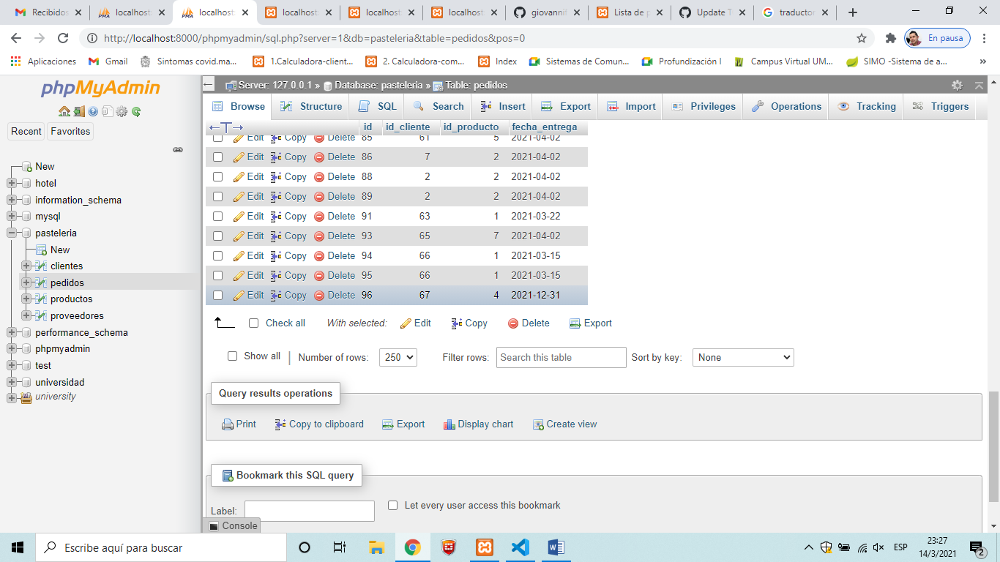 Recibidos
localhost:
localhost
localhost
localhost
localhost
giovannif
Lista de p
Update Th
traductor
http://localhost:8000/phpmyadmin/sql.php?server=1&db=pasteleria&table=pedidos&pos=0
En pausa
Aplicaciones
Gmail
Sintomas covid.ma...
1.Calculadora-client...
2. Calculadora-com...
Index
Sistemas de Comun...
Profundización I
Campus Virtual UM...
SIMO -Sistema de a...
»
phpMyAdmin
Recent Favorites
New
hotel
information_schema
mysql
pasteleria
New
clientes
pedidos
productos
proveedores
performance_schema
phpmyadmin
test
universidad
university
Server: 127.0.0.1 » Database: pasteleria » Table: pedidos
Browse Structure SQL Search Insert Export Import Privileges Operations Tracking Triggers
id id_cliente id_producto fecha_entrega
Edit Copy Delete 85 61 5 2021-04-02
Edit Copy Delete 86 7 2 2021-04-02
Edit Copy Delete 88 2 2 2021-04-02
Edit Copy Delete 89 2 2 2021-04-02
Edit Copy Delete 91 63 1 2021-03-22
Edit Copy Delete 93 65 7 2021-04-02
Edit Copy Delete 94 66 1 2021-03-15
Edit Copy Delete 95 66 1 2021-03-15
Edit Copy Delete 96 67 4 2021-12-31
Check all With selected: Edit Copy Delete Export
Show all Number of rows: 250 Filter rows: Search this table Sort by key: None
Query results operations
Print Copy to clipboard Export Display chart Create view
Bookmark this SQL query
Label: Let every user access this bookmark
Console
Escribe aquí para buscar
ESP
23:27
14/3/2021
2